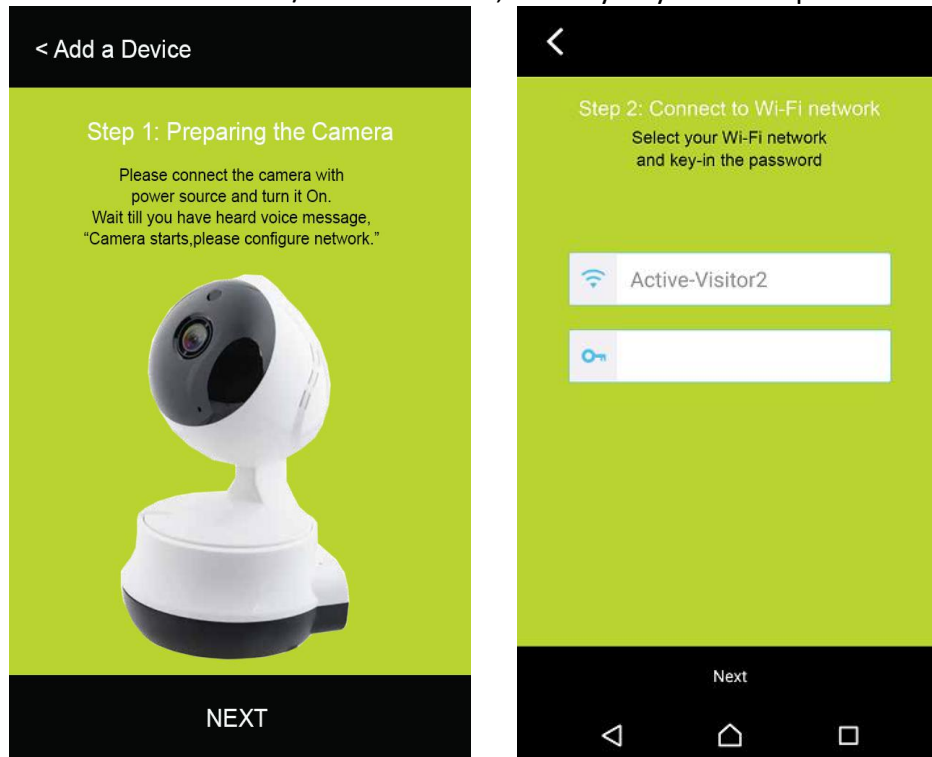 < Add a Device
Step 1: Preparing the Camera
Please connect the camera with
power source and turn it On.
Wait till you have heard voice message,
“Camera starts,please configure network.”
NEXT
Step 2: Connect to Wi-Fi network
Select your Wi-Fi network
and key-in the password
Active-Visitor2
Next